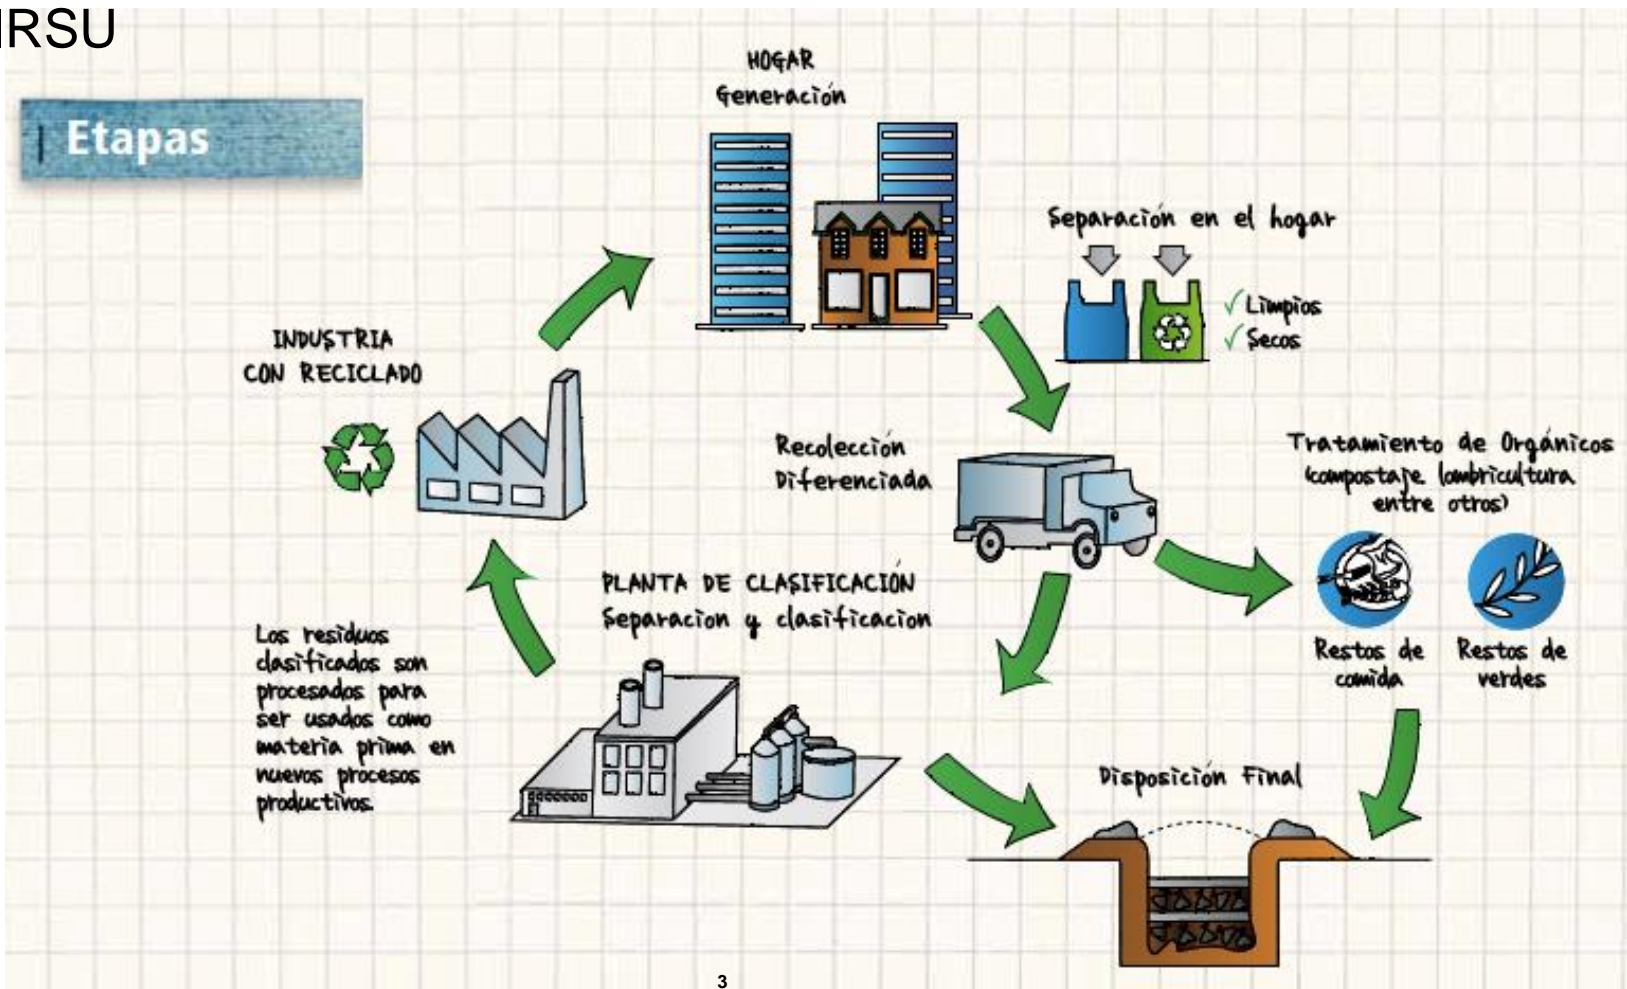 IRSU
Etapas
HOGAR
Generación
Separación en el hogar
Limpios
Secos
INDUSTRIA
CON RECICLADO
Recolección
Diferenciada
Tratamiento de Orgánicos
(compostaje lombricultura
entre otros)
Restos de
comida
Restos de
verdes
PLANTA DE CLASIFICACIÓN
Separacion y clasificacion
Los residuos
clasificados son
procesados para
ser usados como
materia prima en
nuevos procesos
productivos.
Disposición Final
3